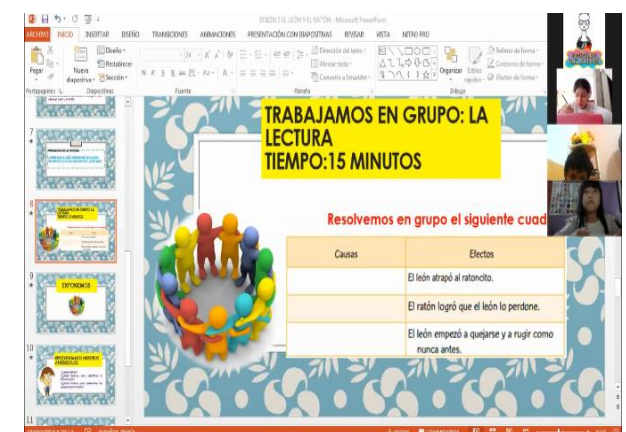 SESIÓN 2 EL LEÓN Y EL RATÓN - Microsoft PowerPoint
ARCHIVO INICIO INSERTAR DISEÑO TRANSICIONES ANIMACIONES PRESENTACIÓN CON DIAPOSITIVAS REVISAR VISTA NITRO PRO
Pegar
Nueva diapositiva
Diseño
Restablecer
Sección
Dirección de texto
Alinear texto
Convertir a SmartArt
Organizar
Estilos rápidos
Relleno de forma
Contorno de forma
Efectos de forma
Portapapeles
Diapositivas
Fuente
Párrafo
Dibujo
7
8
9
EXPONEMOS
10
11
TRABAJAMOS EN GRUPO: LA
LECTURA
TIEMPO:15 MINUTOS
Resolvemos en grupo el siguiente cuad
Causas Efectos
El león atrapó al ratoncito.
El ratón logró que el león lo perdone.
El león empezó a quejarse y a rugir como
nunca antes.